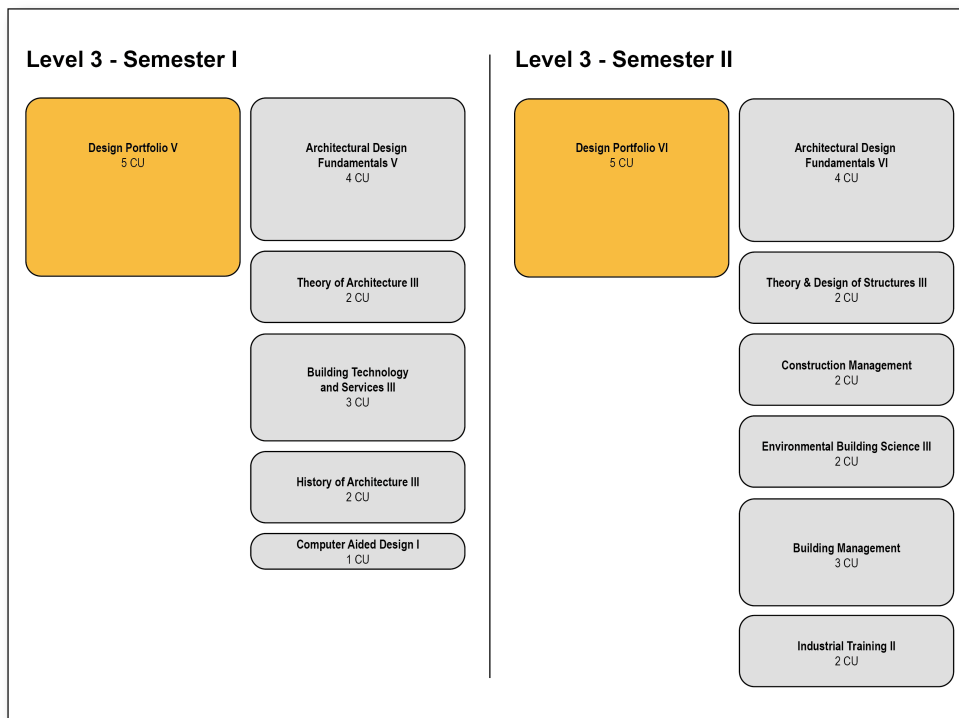 Level 3 - Semester I
Design Portfolio V
5 CU
Architectural Design
Fundamentals V
4 CU
Theory of Architecture III
2 CU
Building Technology
and Services III
3 CU
History of Architecture III
2 CU
Computer Aided Design I
1 CU
Level 3 - Semester II
Design Portfolio VI
5 CU
Architectural Design
Fundamentals VI
4 CU
Theory & Design of Structures III
2 CU
Construction Management
2 CU
Environmental Building Science III
2 CU
Building Management
3 CU
Industrial Training II
2 CU